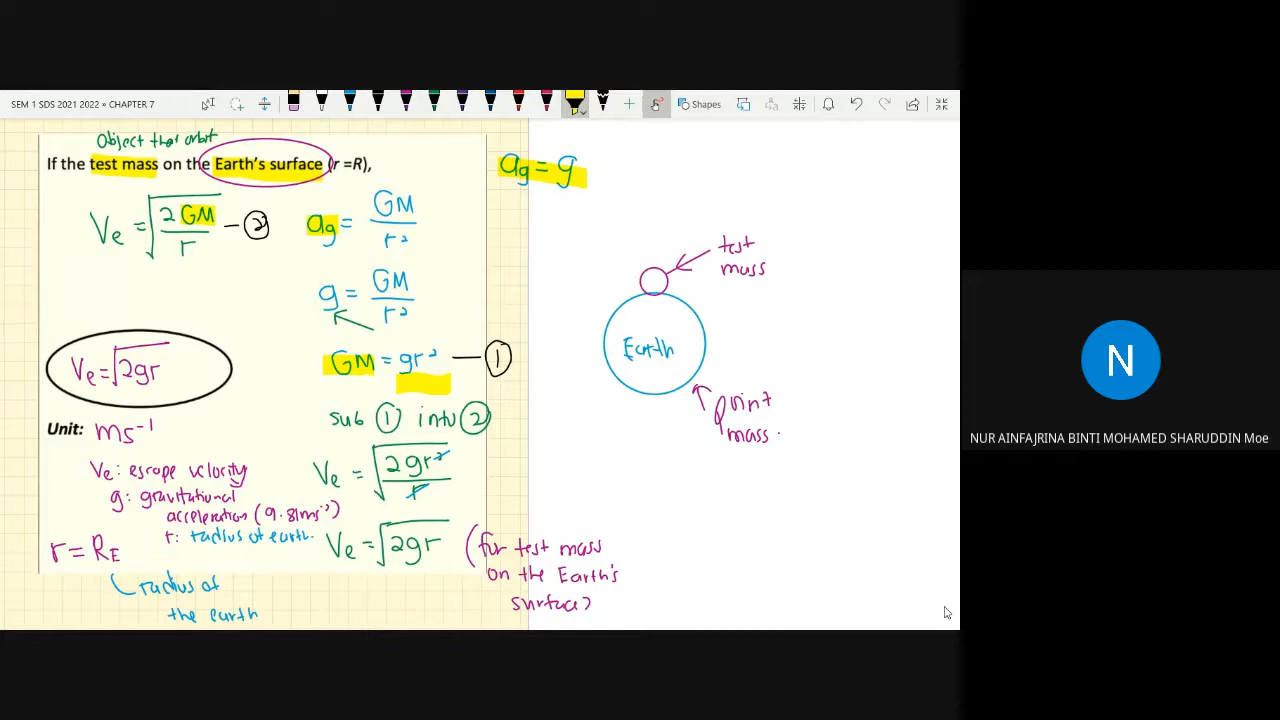 SEM 1 SDS 2021 2022 » CHAPTER 7
Shapes
Object that orbit
If the test mass on the Earth's surface (r =R),
ag = g
Ve = √(2GM/r) — ②
ag = GM/r²
g = GM/r²
GM = gr² — ①
Ve = √2gr
sub ① into ②
Ve = √(2gr²/r)
Ve = √2gr (for test mass
on the Earth's
surface)
Unit: ms⁻¹
Ve: escape velocity
g: gravitational
acceleration (9.81ms⁻²)
r: radius of earth.
r = RE
radius of
the earth
test
mass
Earth
point
mass.
N
NUR AINFAJRINA BINTI MOHAMED SHARUDDIN Moe